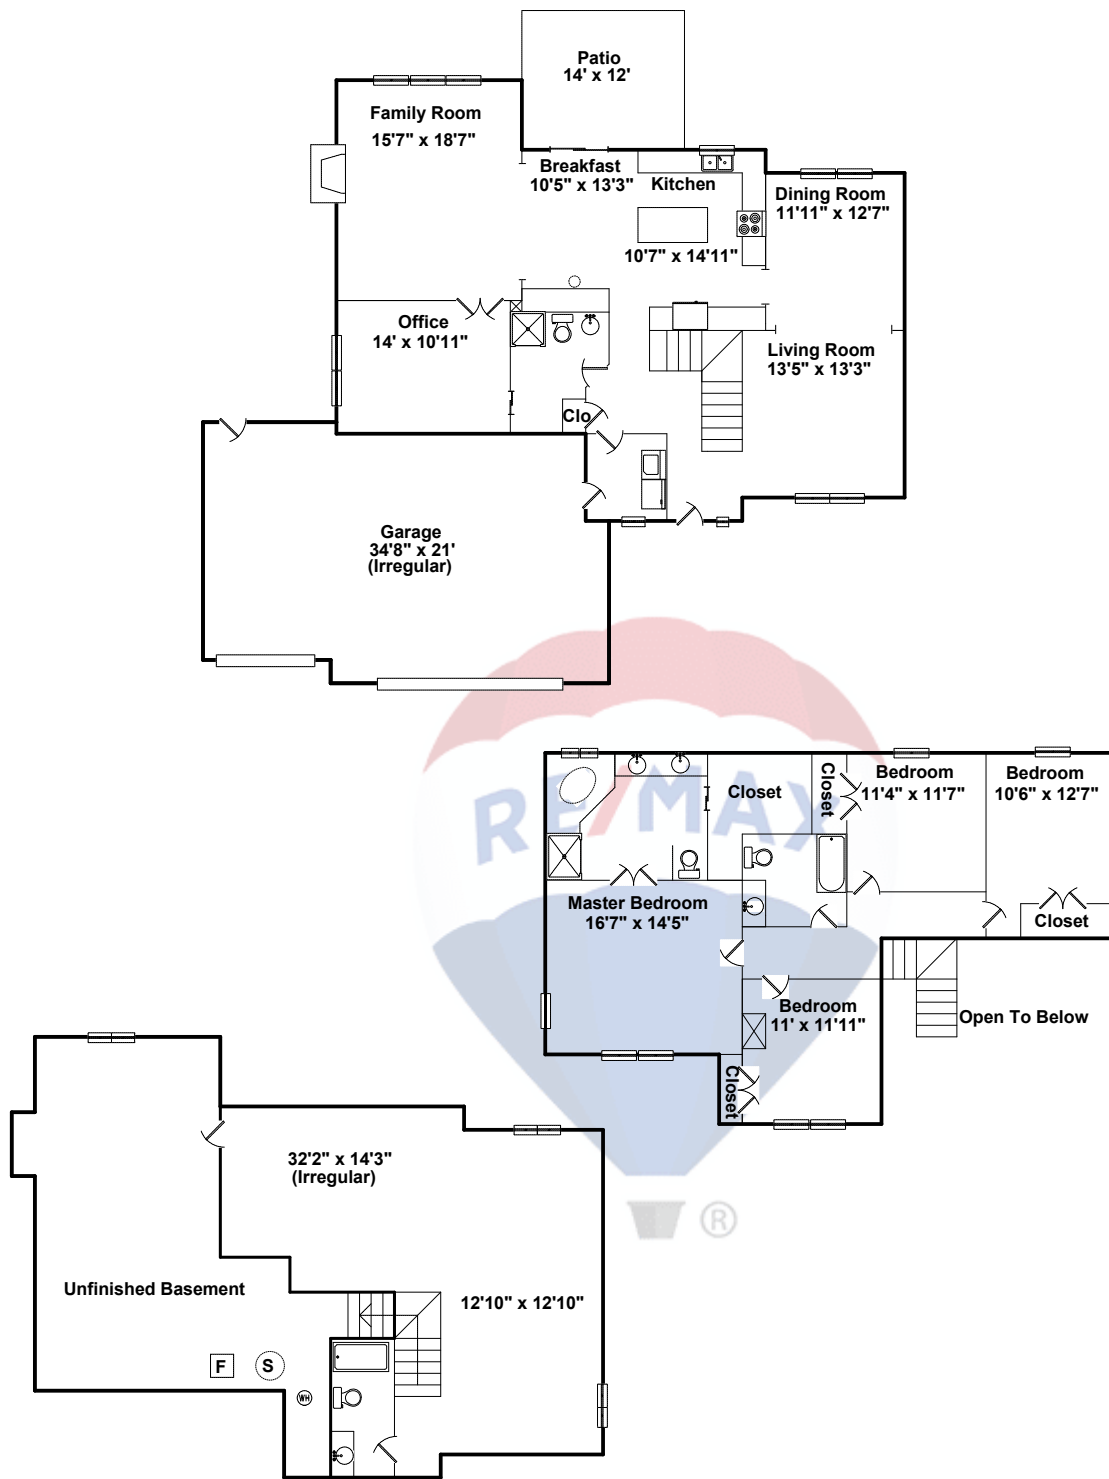 Patio
14' x 12'
Family Room
15'7" x 18'7"
Breakfast
10'5" x 13'3"
Kitchen
10'7" x 14'11"
Dining Room
11'11" x 12'7"
Office
14' x 10'11"
Living Room
13'5" x 13'3"
Clo
Garage
34'8" x 21'
(Irregular)
RE/MAX
®
Closet
Closet
Bedroom
11'4" x 11'7"
Bedroom
10'6" x 12'7"
Master Bedroom
16'7" x 14'5"
Closet
Bedroom
11' x 11'11"
Open To Below
Closet
32'2" x 14'3"
(Irregular)
Unfinished Basement
12'10" x 12'10"
F
S
WH